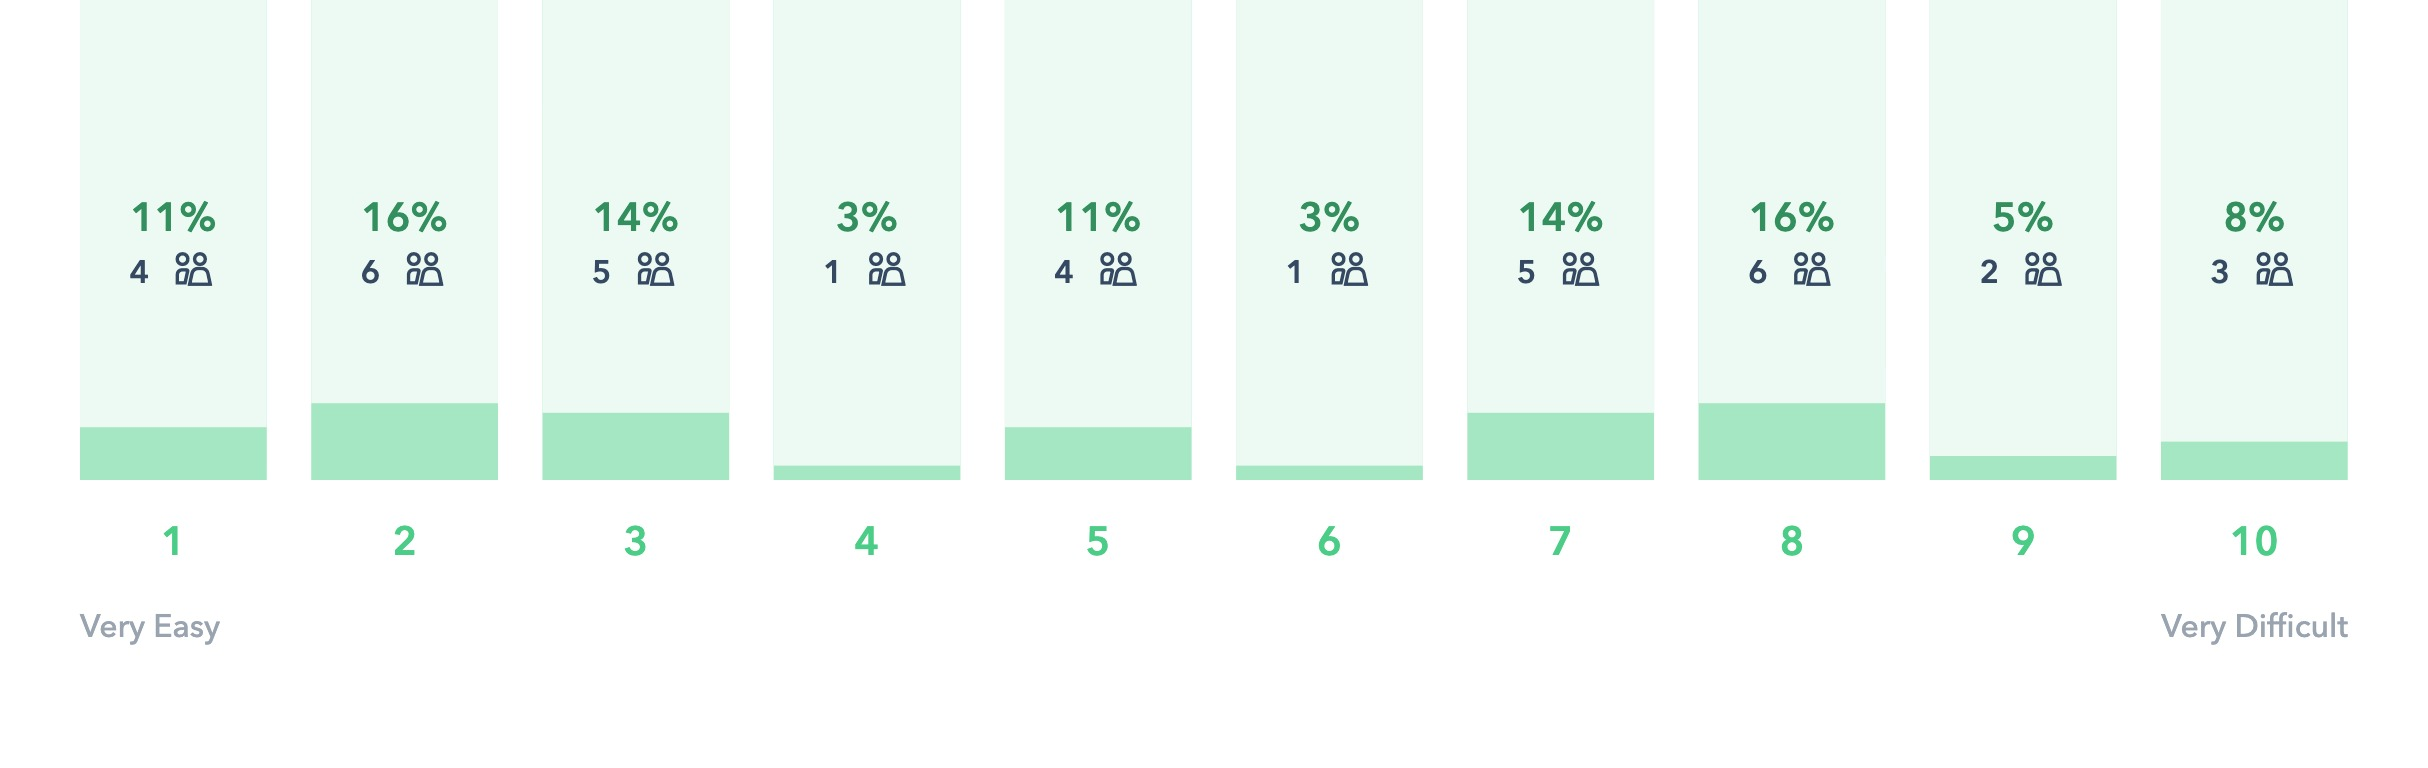 11% 16% 14% 3% 11% 3% 14% 16% 5% 8%
4 6 5 1 4 1 5 6 2 3
1 2 3 4 5 6 7 8 9 10
Very Easy Very Difficult